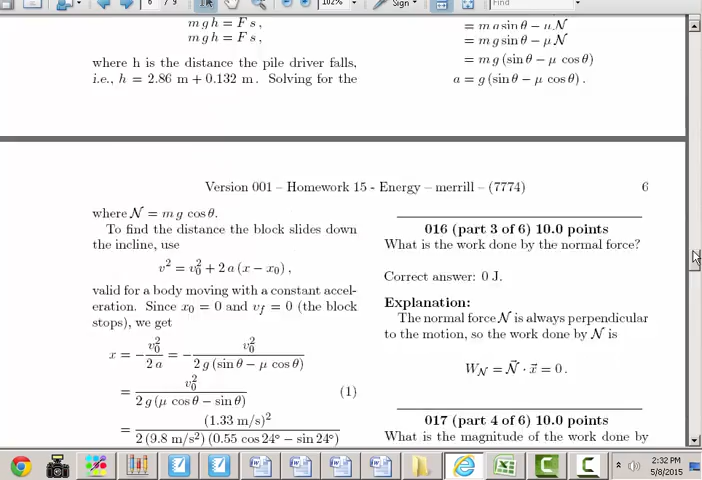 6 / 9
102%
Sign
Find
m g h = F s ,
m g h = F s ,
where h is the distance the pile driver falls,
i.e., h = 2.86 m + 0.132 m . Solving for the
= m g sin θ − μ N
= m g sin θ − μ N
= m g (sin θ − μ cos θ)
a = g (sin θ − μ cos θ) .
Version 001 – Homework 15 - Energy – merrill – (7774)
6
where N = m g cos θ.
To find the distance the block slides down
the incline, use
v² = v₀² + 2 a (x − x₀) ,
valid for a body moving with a constant accel-
eration. Since x₀ = 0 and v_f = 0 (the block
stops), we get
x = − v₀² / 2 a = − v₀² / 2 g (sin θ − μ cos θ)
= v₀² / 2 g (μ cos θ − sin θ) (1)
= (1.33 m/s)² / 2 (9.8 m/s²) (0.55 cos 24° − sin 24°)
016 (part 3 of 6) 10.0 points
What is the work done by the normal force?
Correct answer: 0 J.
Explanation:
The normal force N is always perpendicular
to the motion, so the work done by N is
W_N = N⃗ · x⃗ = 0 .
017 (part 4 of 6) 10.0 points
What is the magnitude of the work done by
2:32 PM
5/8/2015